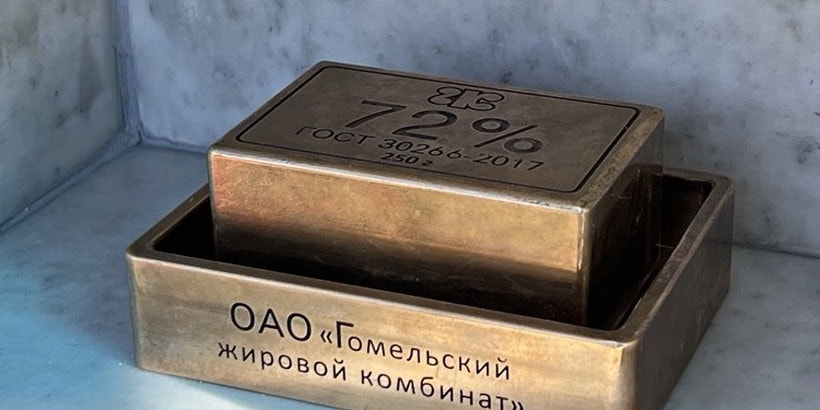 72%
ГОСТ 30266-2017
250 г
ОАО «Гомельский
жировой комбинат»